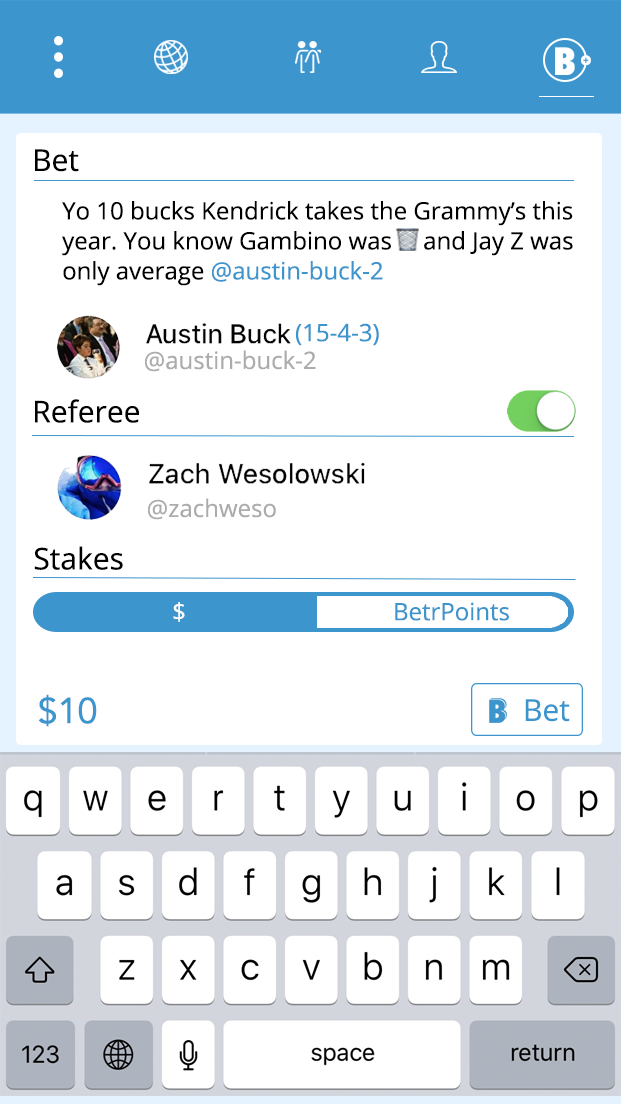 B
Bet
Yo 10 bucks Kendrick takes the Grammy’s this
year. You know Gambino was🗑️and Jay Z was
only average @austin-buck-2
Austin Buck (15-4-3)
@austin-buck-2
Referee
Zach Wesolowski
@zachweso
Stakes
$ BetrPoints
$10 B Bet
q w e r t y u i o p
a s d f g h j k l
z x c v b n m
123 space return